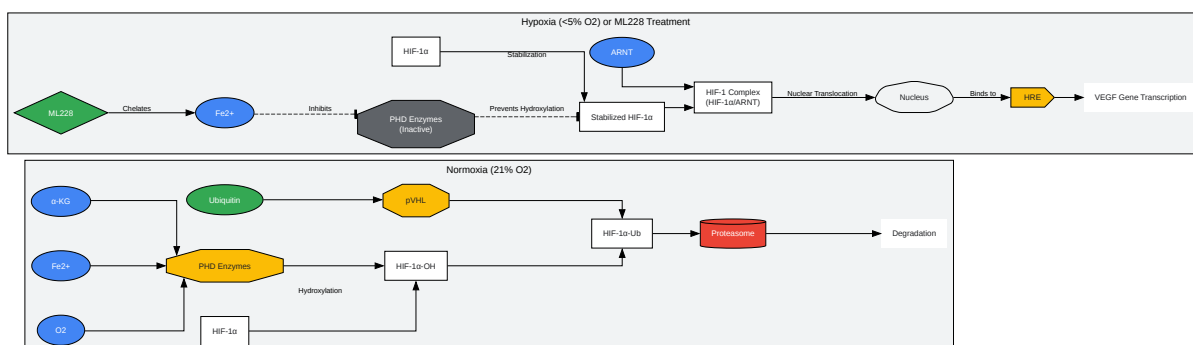 Hypoxia (<5% O2) or ML228 Treatment
HIF-1α
Stabilization
ARNT
ML228
Chelates
Fe2+
Inhibits
PHD Enzymes
(Inactive)
Prevents Hydroxylation
Stabilized HIF-1α
HIF-1 Complex
(HIF-1α/ARNT)
Nuclear Translocation
Nucleus
Binds to
HRE
VEGF Gene Transcription
Normoxia (21% O2)
α-KG
Ubiquitin
pVHL
Fe2+
PHD Enzymes
Hydroxylation
HIF-1α-OH
HIF-1α-Ub
Proteasome
Degradation
O2
HIF-1α